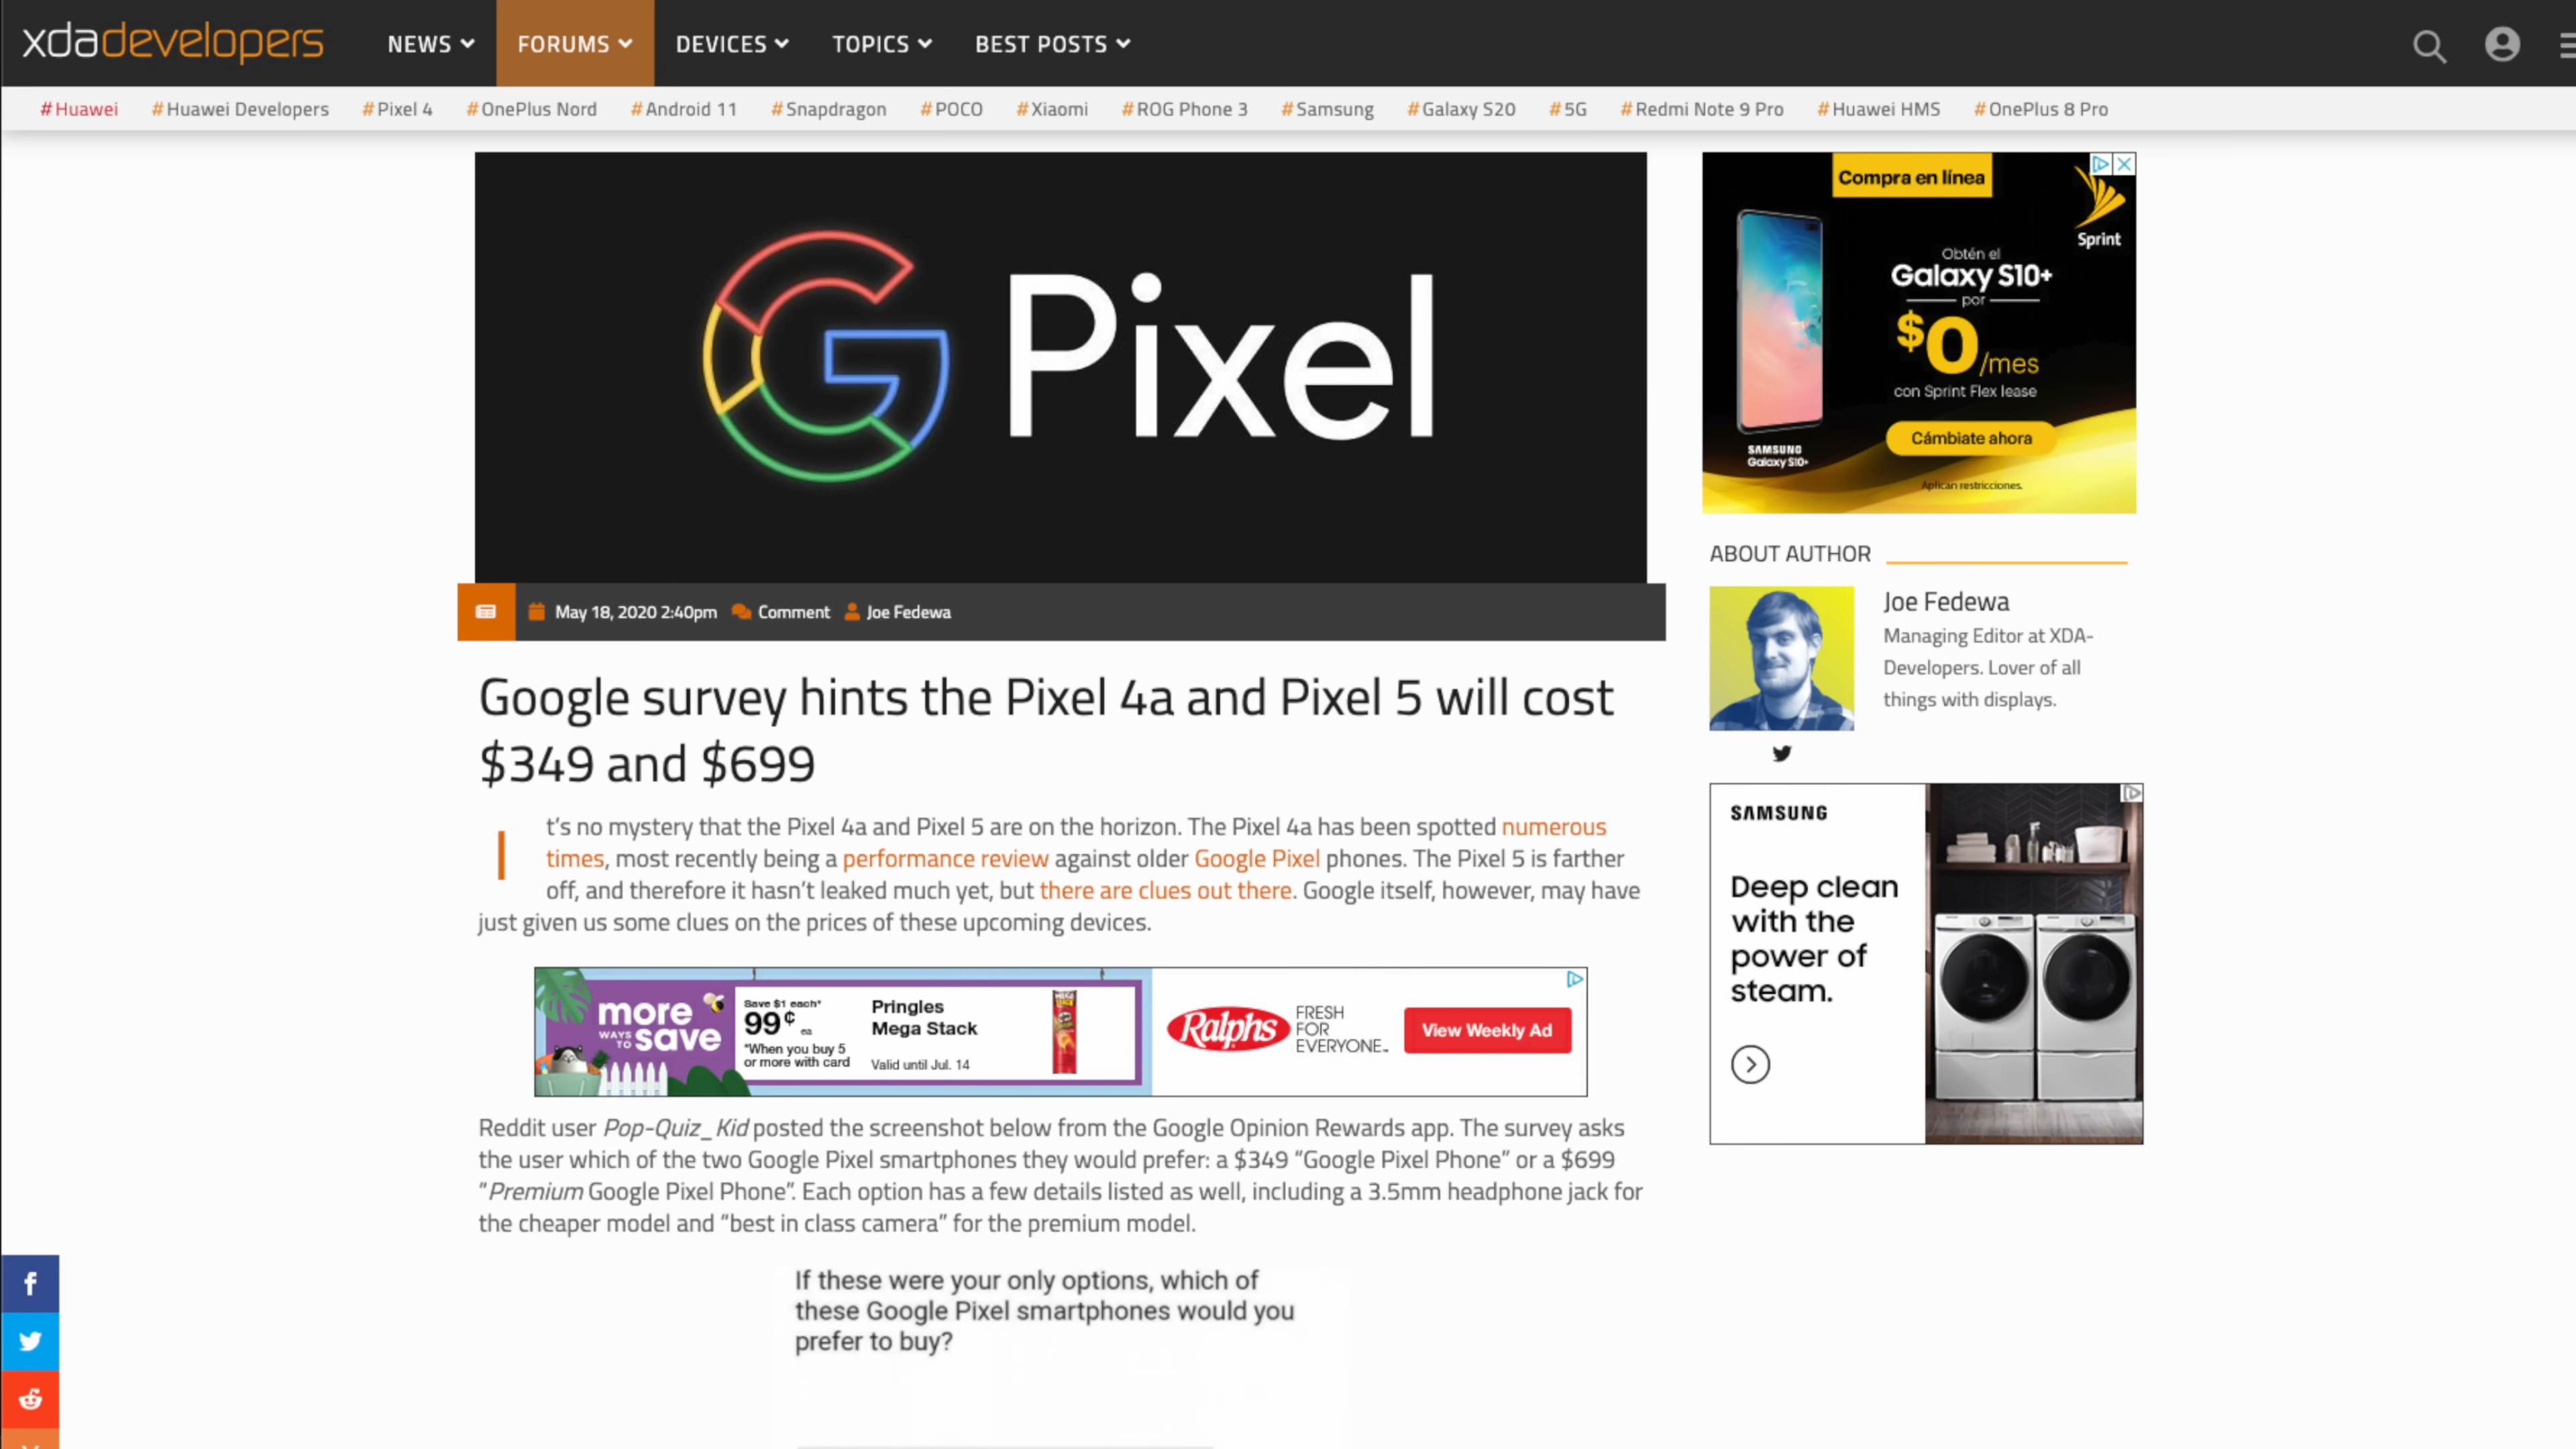 xdadevelopers
NEWS
FORUMS
DEVICES
TOPICS
BEST POSTS
#Huawei
#Huawei Developers
#Pixel 4
#OnePlus Nord
#Android 11
#Snapdragon
#POCO
#Xiaomi
#ROG Phone 3
#Samsung
#Galaxy S20
#5G
#Redmi Note 9 Pro
#Huawei HMS
#OnePlus 8 Pro
G Pixel
May 18, 2020 2:40pm
Comment
Joe Fedewa
Google survey hints the Pixel 4a and Pixel 5 will cost
$349 and $699
It's no mystery that the Pixel 4a and Pixel 5 are on the horizon. The Pixel 4a has been spotted numerous
times, most recently being a performance review against older Google Pixel phones. The Pixel 5 is farther
off, and therefore it hasn't leaked much yet, but there are clues out there. Google itself, however, may have
just given us some clues on the prices of these upcoming devices.
more
WAYS TO save
Save $1 each*
99¢ ea
*When you buy 5
or more with card
Pringles
Mega Stack
Valid until Jul. 14
Ralphs
FRESH
FOR
EVERYONE™
View Weekly Ad
Reddit user Pop-Quiz_Kid posted the screenshot below from the Google Opinion Rewards app. The survey asks
the user which of the two Google Pixel smartphones they would prefer: a $349 “Google Pixel Phone” or a $699
“Premium Google Pixel Phone”. Each option has a few details listed as well, including a 3.5mm headphone jack for
the cheaper model and “best in class camera” for the premium model.
If these were your only options, which of
these Google Pixel smartphones would you
prefer to buy?
Compra en línea
Sprint
Obtén el
Galaxy S10+
por
$0/mes
con Sprint Flex lease
Cámbiate ahora
SAMSUNG
Galaxy S10+
Aplican restricciones.
ABOUT AUTHOR
Joe Fedewa
Managing Editor at XDA-
Developers. Lover of all
things with displays.
SAMSUNG
Deep clean
with the
power of
steam.